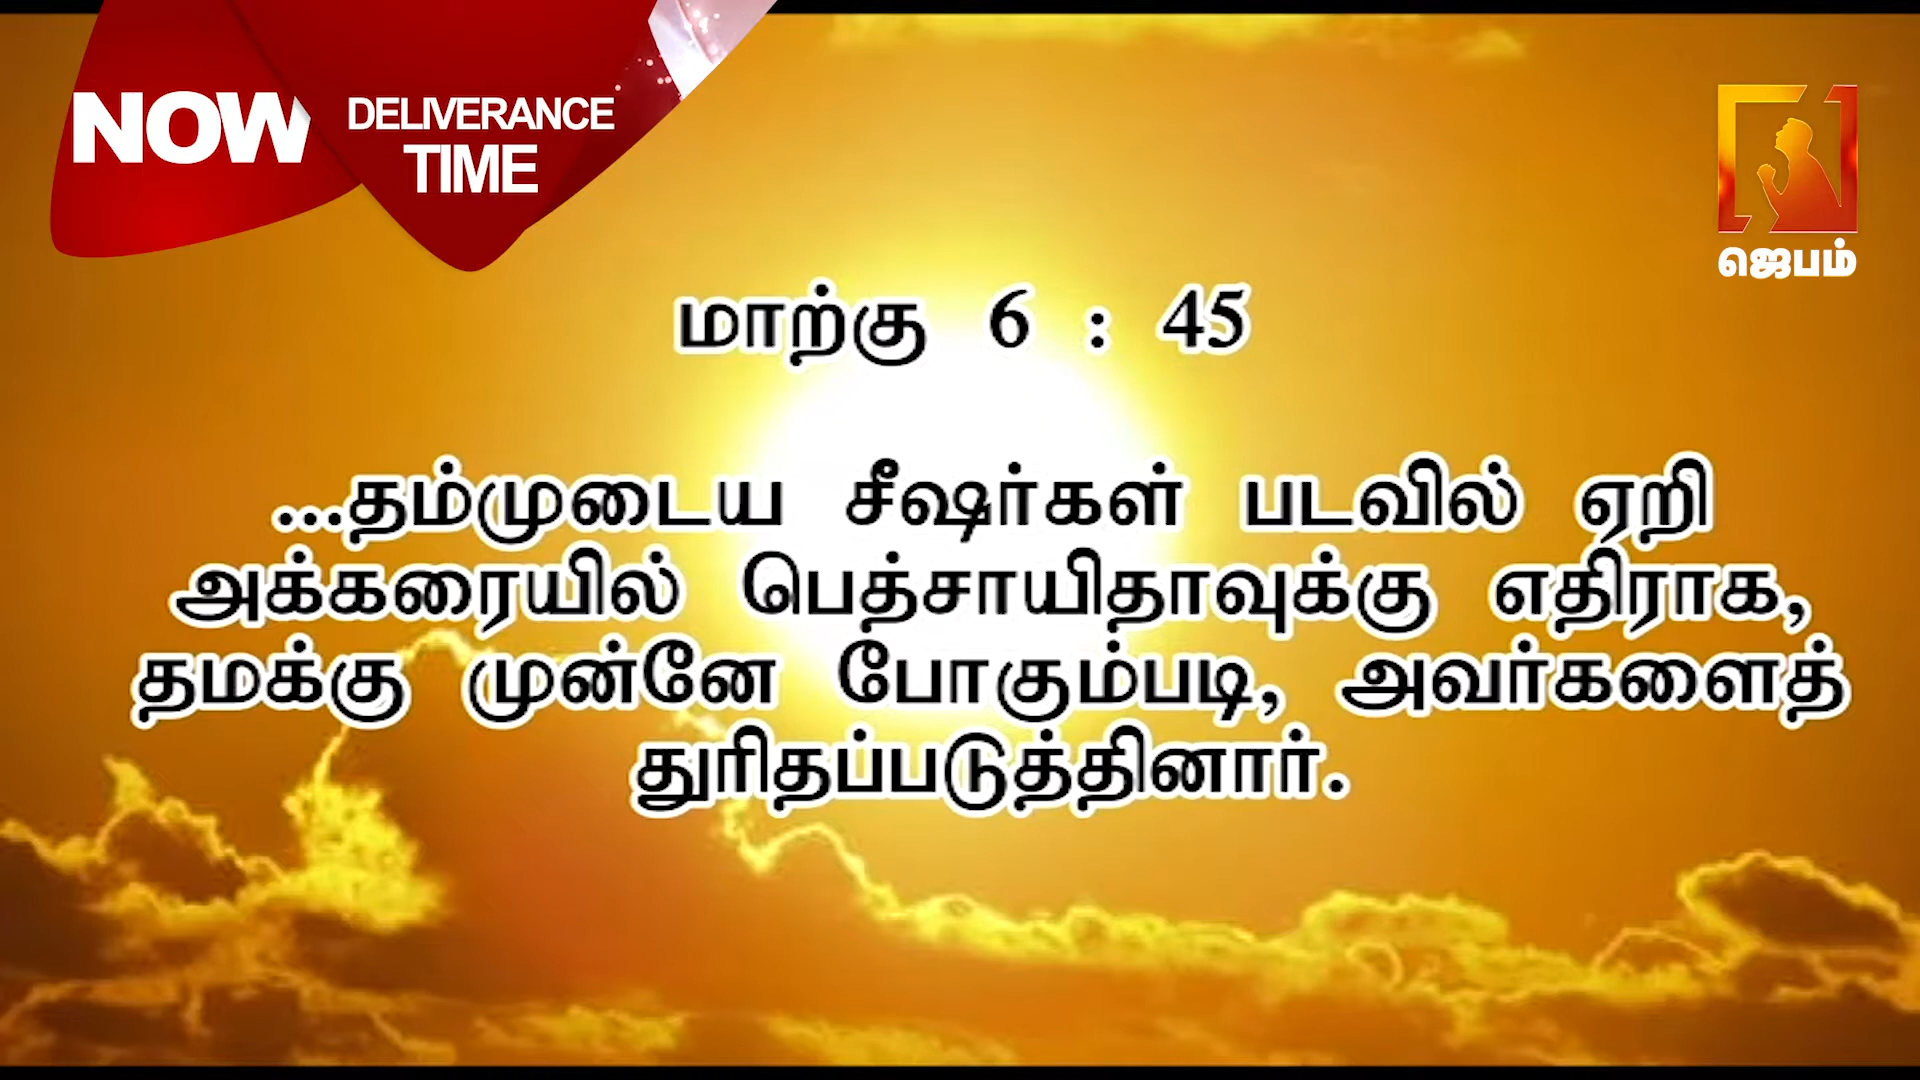 NOW
DELIVERANCE
TIME
ஜெபம்
மாற்கு 6 : 45
...தம்முடைய சீஷர்கள் படவில் ஏறி
அக்கரையில் பெத்சாயிதாவுக்கு எதிராக,
தமக்கு முன்னே போகும்படி, அவர்களைத்
துரிதப்படுத்தினார்.